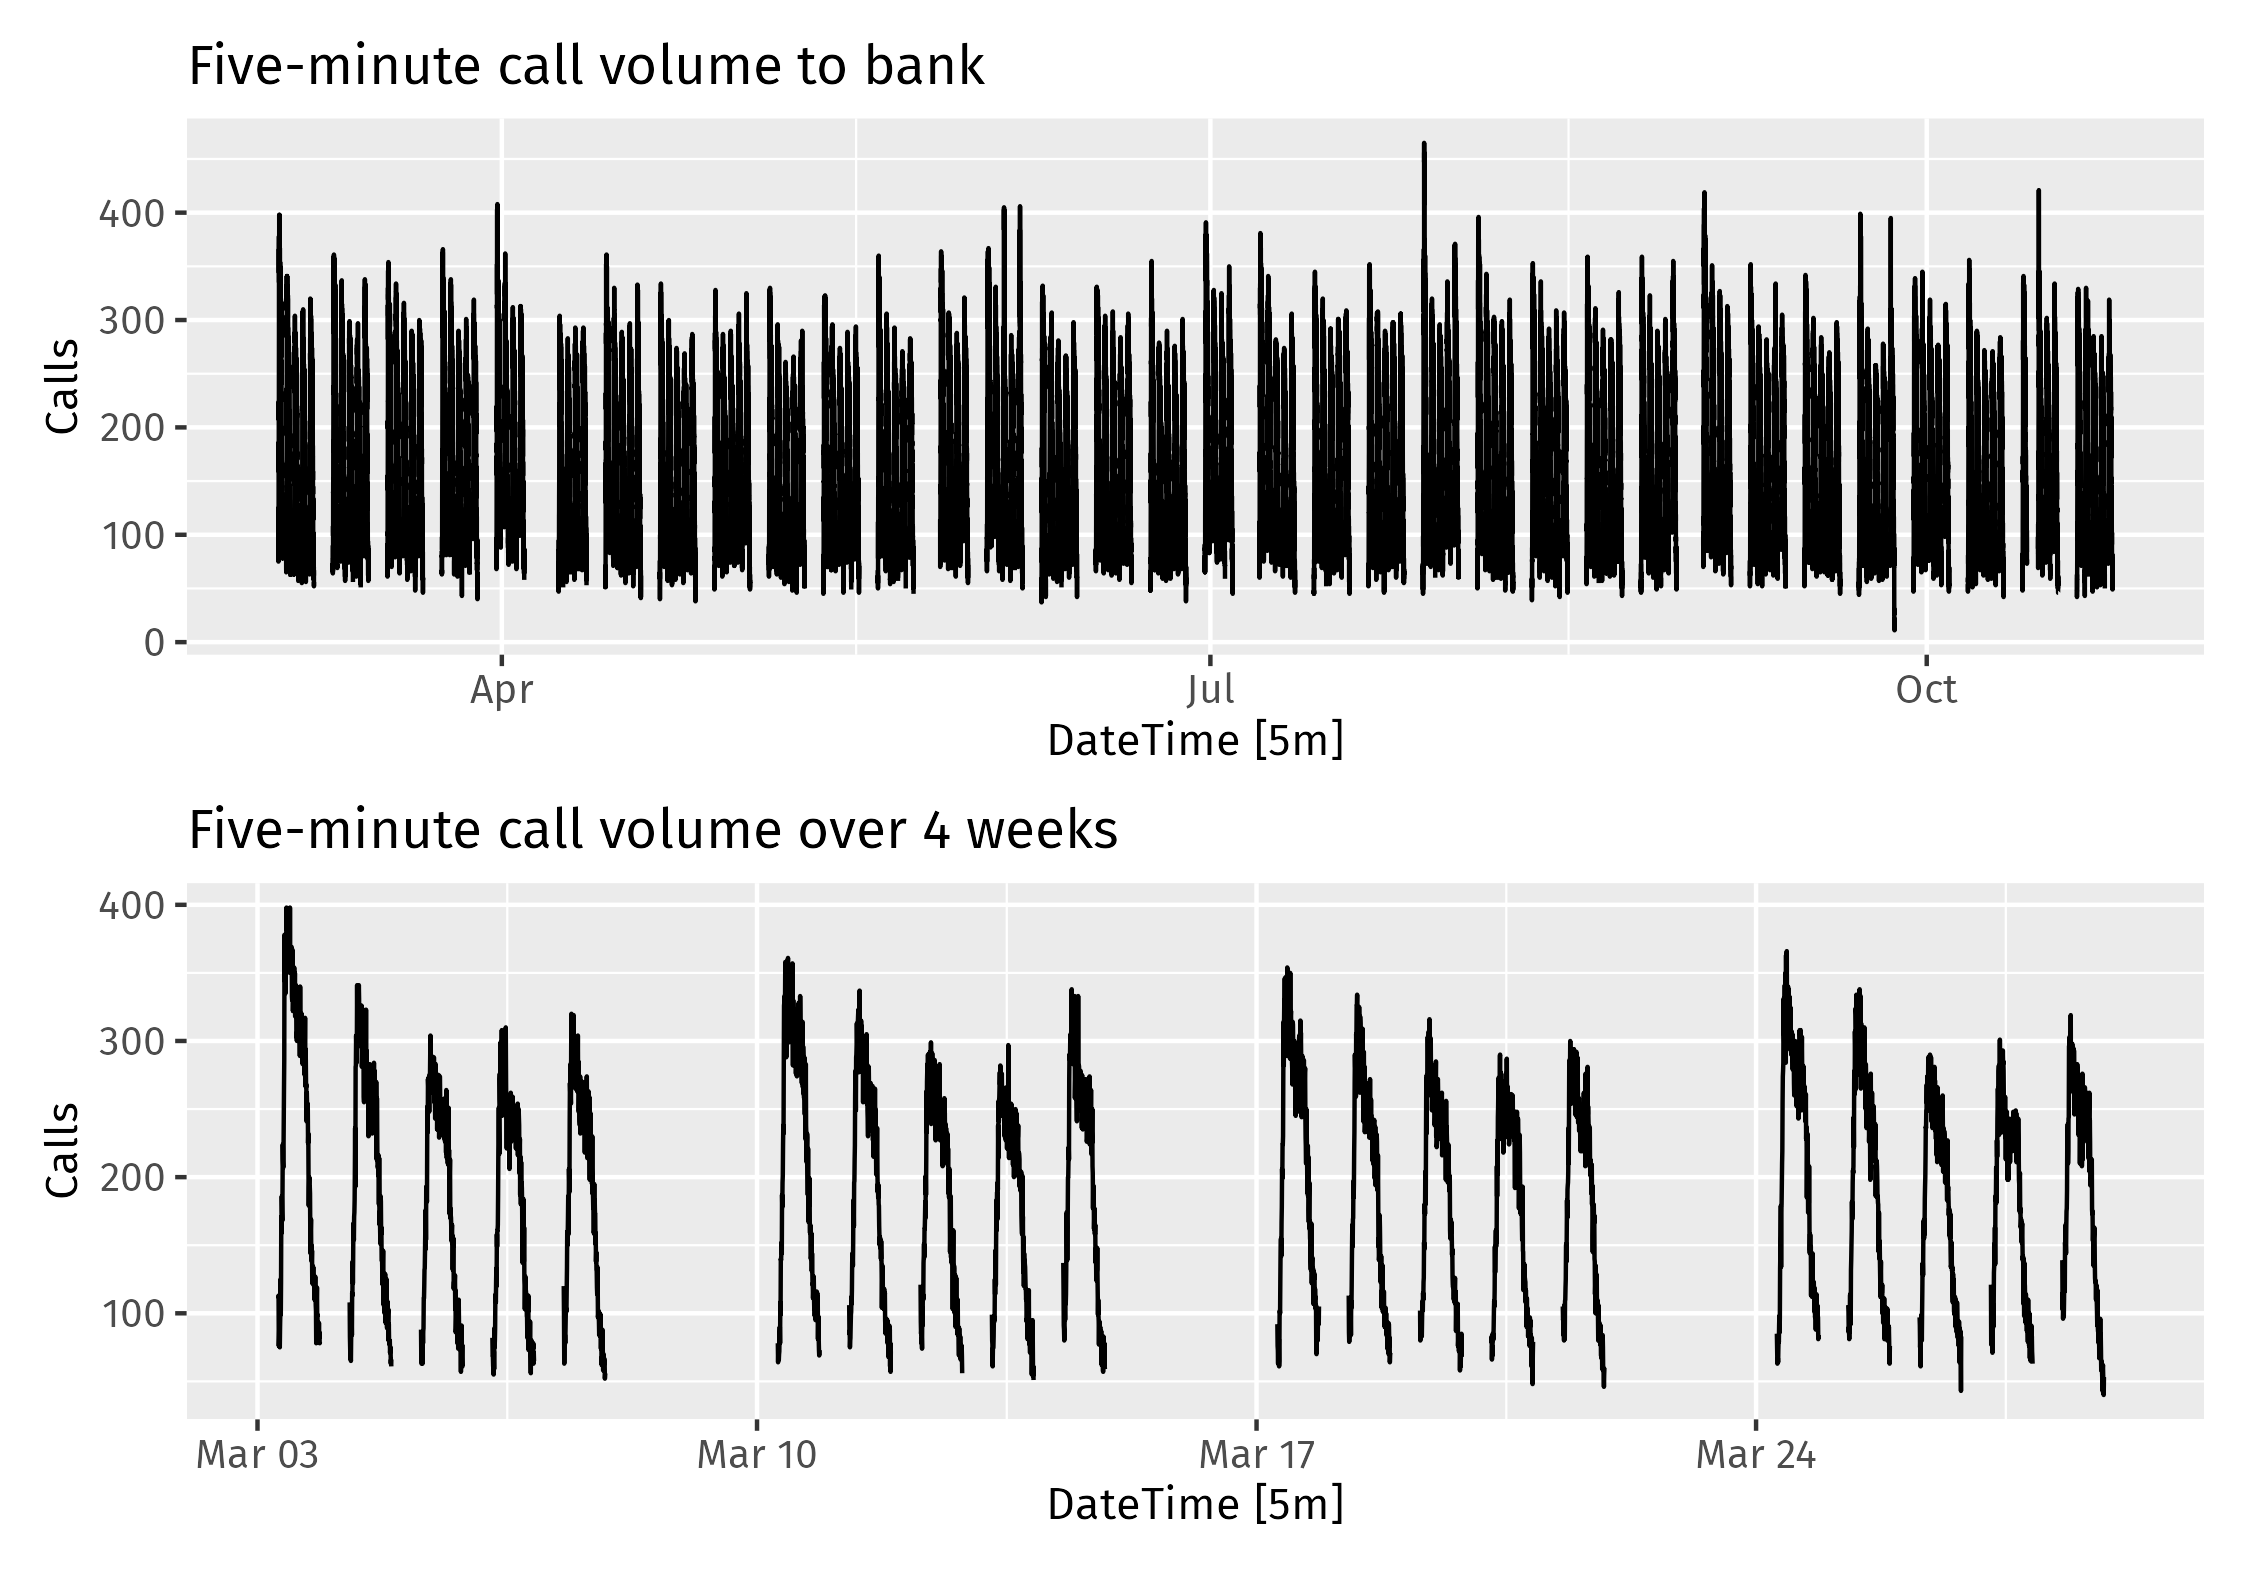 Five-minute call volume to bank
Calls
400
300
200
100
0
Apr Jul Oct
DateTime [5m]
Five-minute call volume over 4 weeks
Calls
400
300
200
100
Mar 03 Mar 10 Mar 17 Mar 24
DateTime [5m]